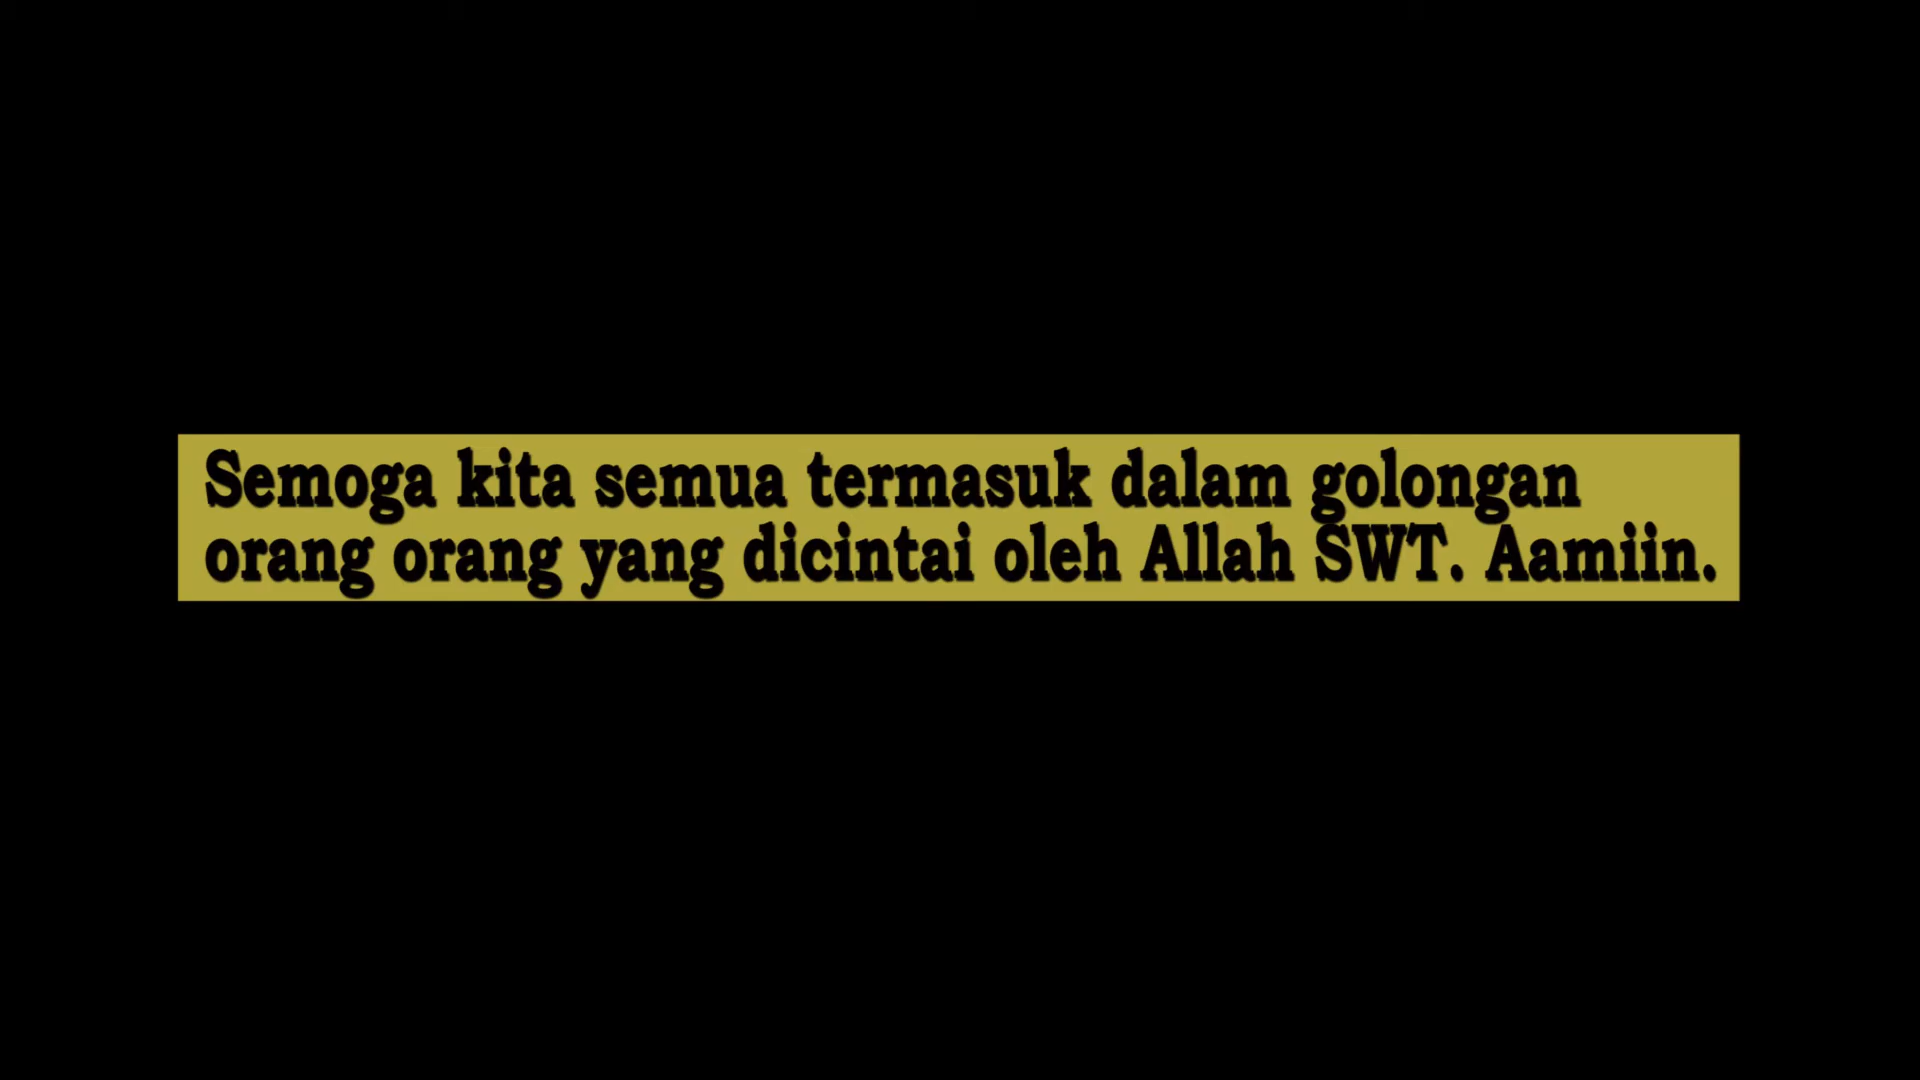 Semoga kita semua termasuk dalam golongan
orang orang yang dicintai oleh Allah SWT. Aamiin.